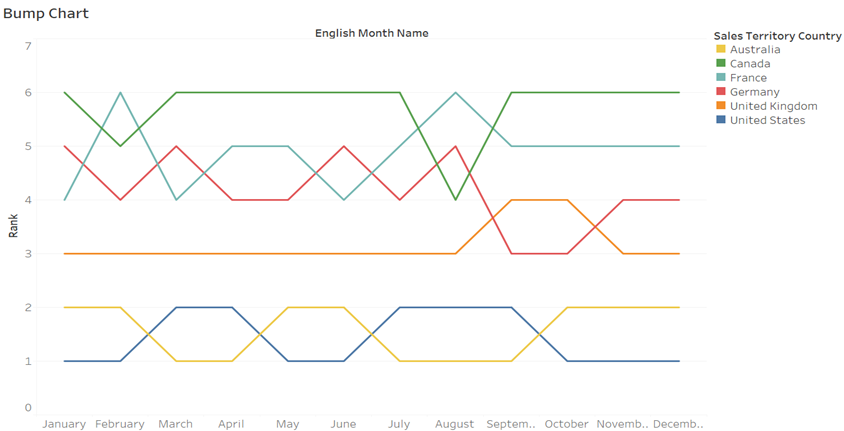 Bump Chart
English Month Name
Sales Territory Country
Australia
Canada
France
Germany
United Kingdom
United States
7
6
5
4
3
2
1
0
Rank
January February March April May June July August Septem.. October Novemb.. Decemb..